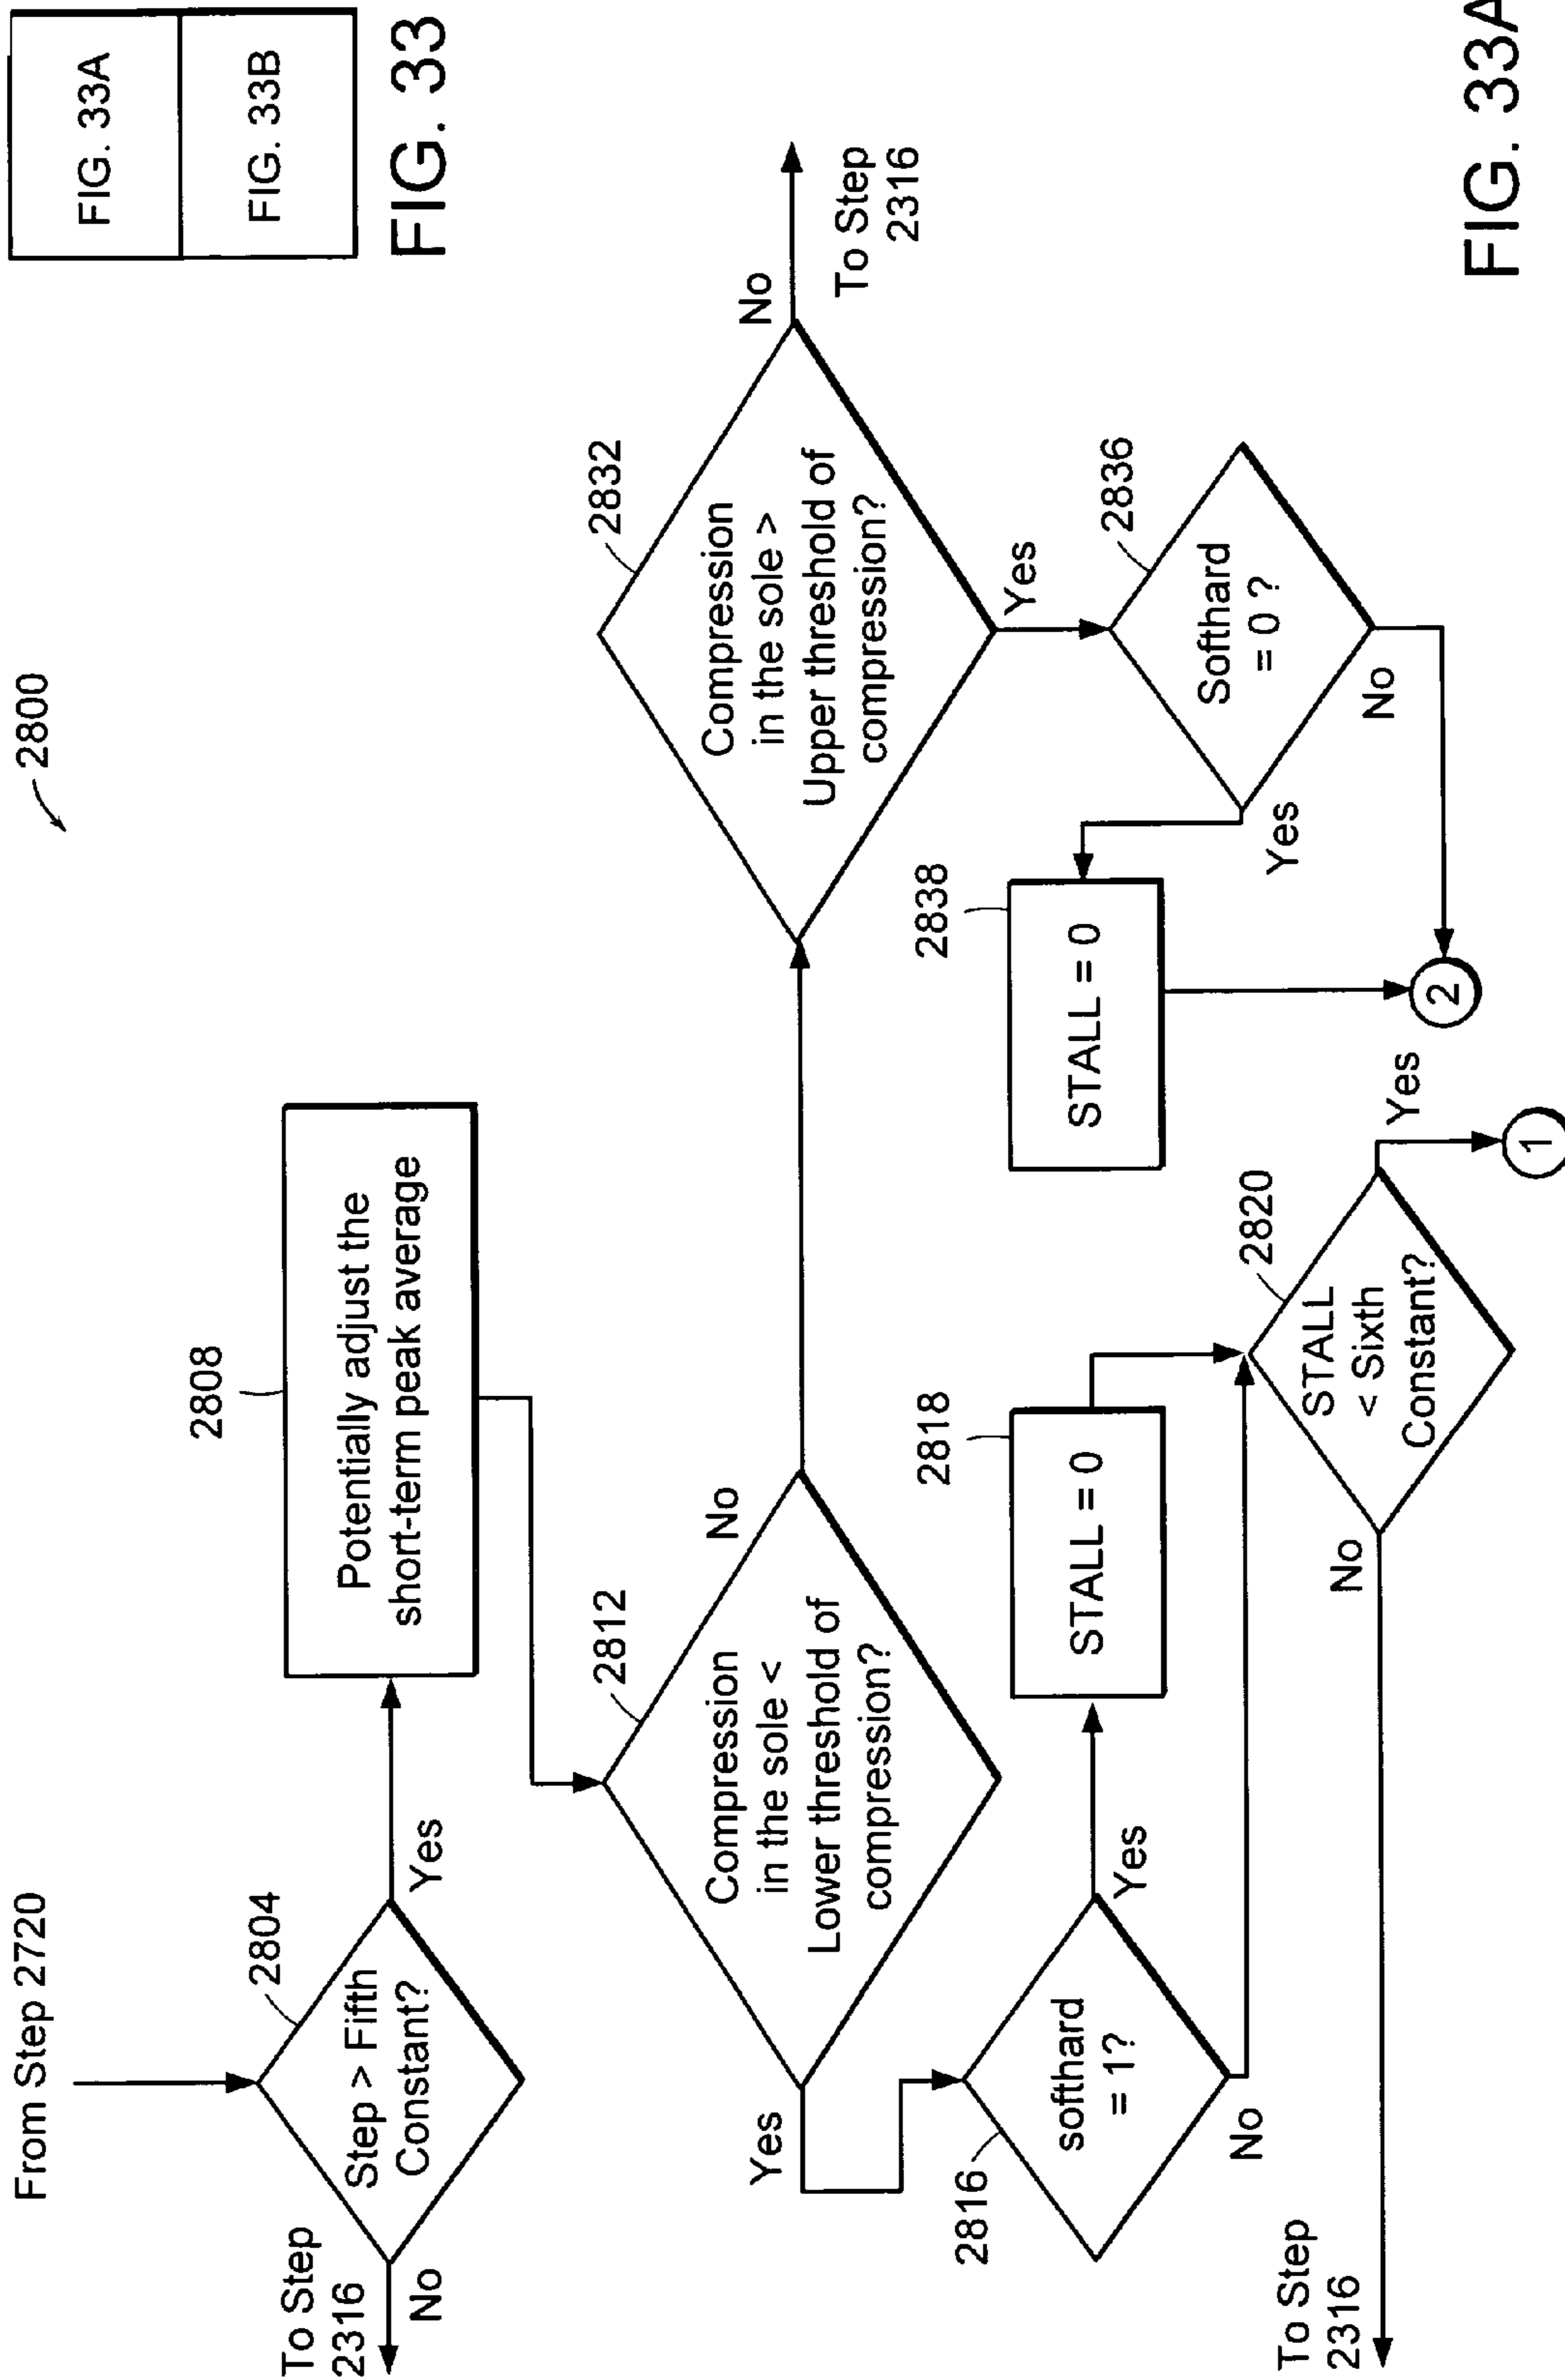 FIG. 33A
FIG. 33B
FIG. 33
2800
From Step 2720
2804
Step > Fifth
Constant?
To Step
2316
No
Yes
2808
Potentially adjust the
short-term peak average
2812
Compression
in the sole <
Lower threshold of
compression?
Yes
No
2832
Compression
in the sole >
Upper threshold of
compression?
No
To Step
2316
Yes
2816
softhard
= 1?
Yes
No
2818
STALL = 0
2820
STALL
< Sixth
Constant?
No
To Step
2316
Yes
1
2836
Softhard
= 0 ?
Yes
No
2838
STALL = 0
2
FIG. 33A